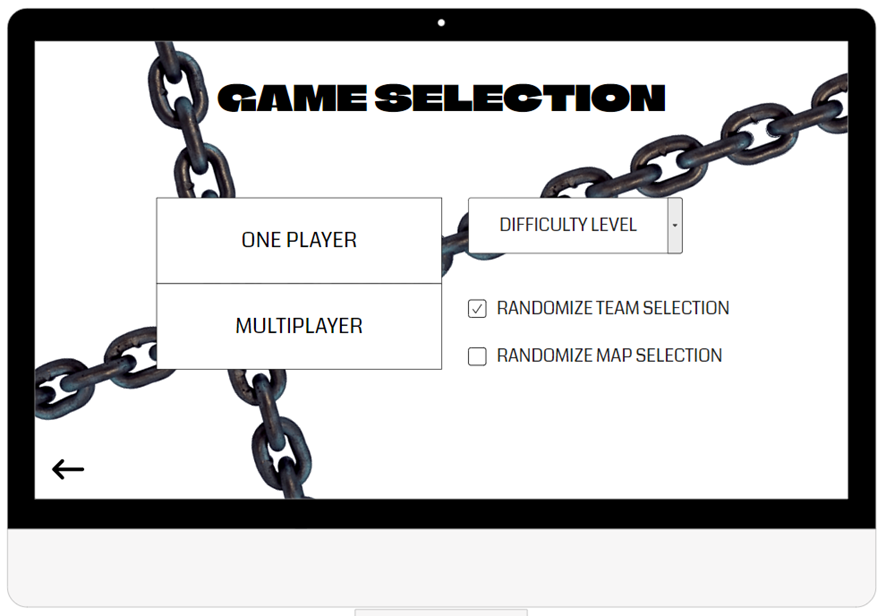 GAME SELECTION
ONE PLAYER
MULTIPLAYER
DIFFICULTY LEVEL
RANDOMIZE TEAM SELECTION
RANDOMIZE MAP SELECTION